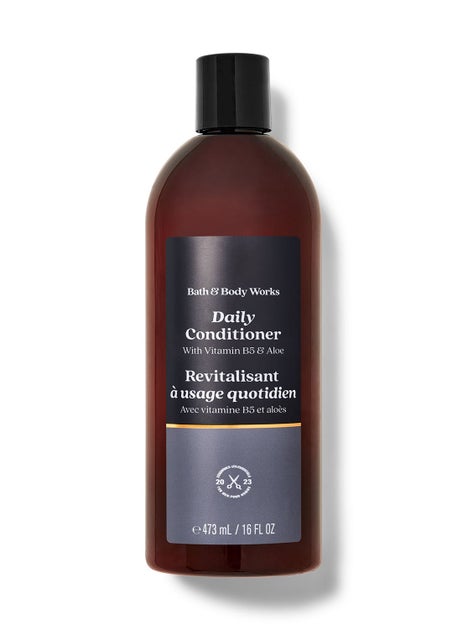 Bath & Body Works
Daily
Conditioner
With Vitamin B5 & Aloe
Revitalisant
à usage quotidien
Avec vitamine B5 et aloès
20 23
℮ 473 mL / 16 FL OZ